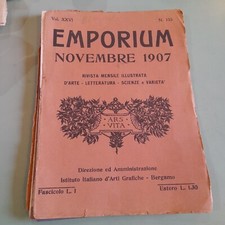 Vol. XXVI
EMPORIUM
NOVEMBRE 1907
RIVISTA MENSILE ILLUSTRATA
D'ARTE - LETTERATURA - SCIENZE e VARIETA'
ARS
VITA
Direzione ed Amministrazione
Istituto Italiano d'Arti Grafiche - Bergamo
Fascicolo L. 1
Estero L. 1.30